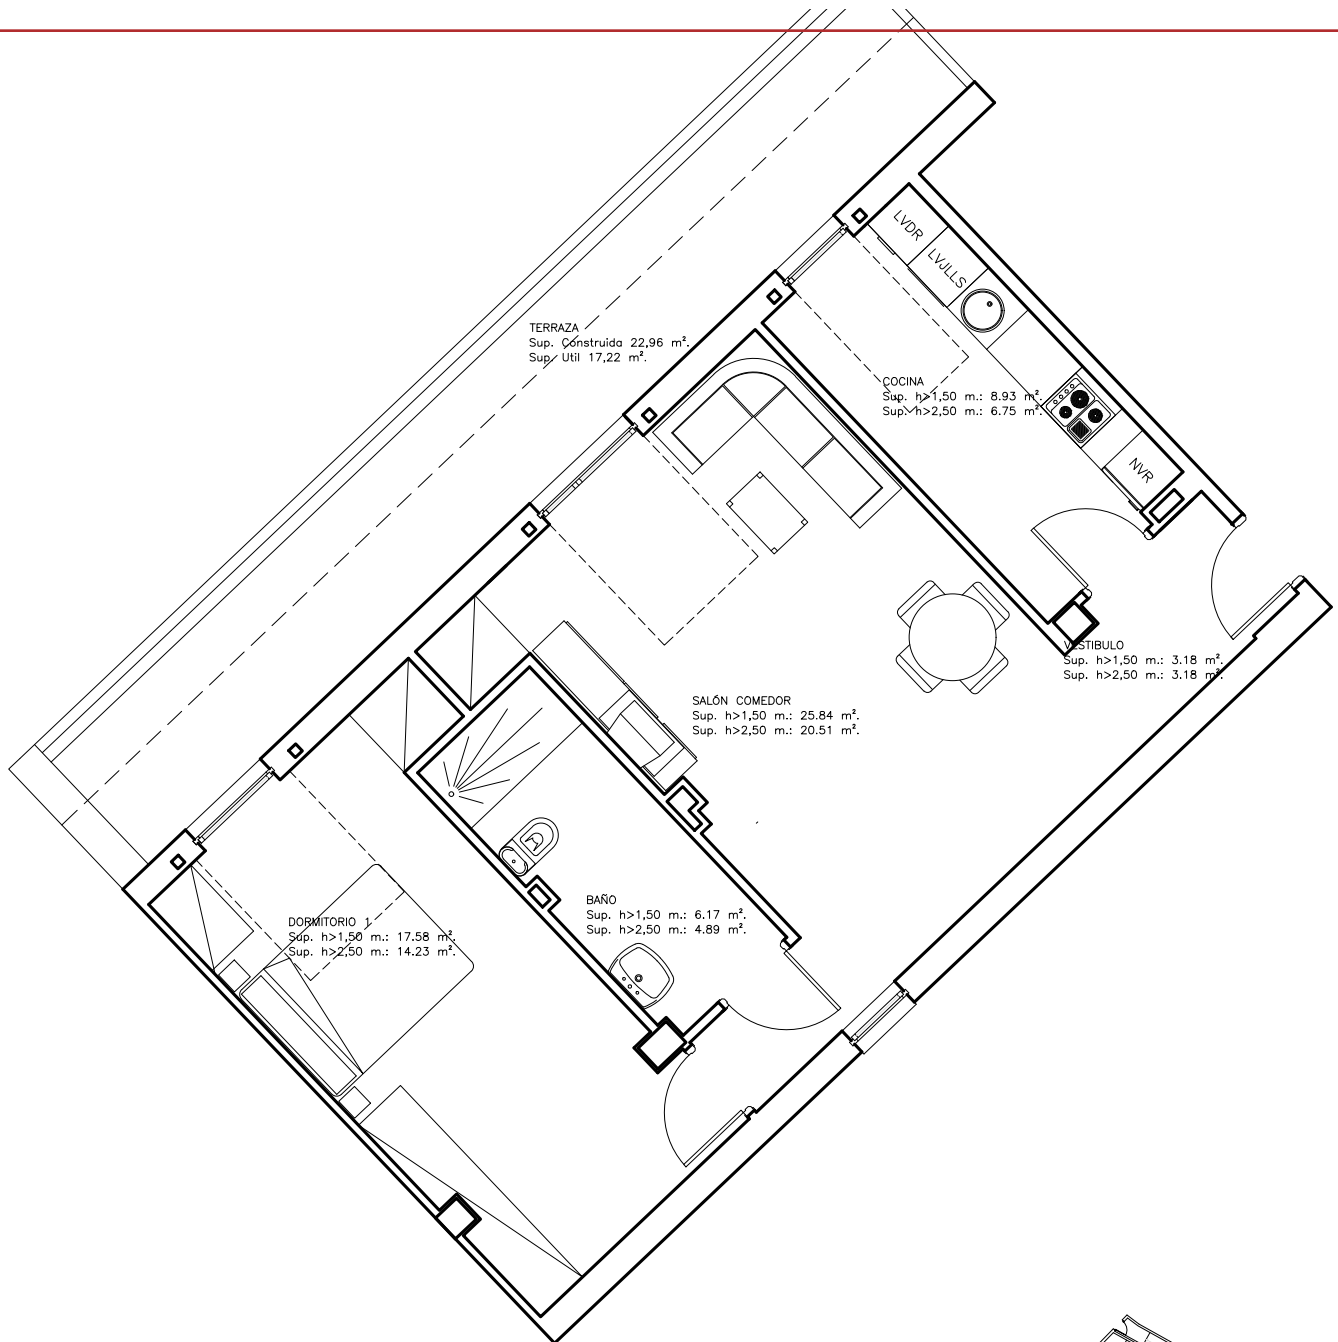 LVDR
LVJLLS
TERRAZA
Sup. Construida 22,96 m².
Sup. Util 17,22 m².
COCINA
Sup. h>1,50 m.: 8.93 m².
Sup. h>2,50 m.: 6.75 m².
NVR
VESTIBULO
Sup. h>1,50 m.: 3.18 m².
Sup. h>2,50 m.: 3.18 m².
SALÓN COMEDOR
Sup. h>1,50 m.: 25.84 m².
Sup. h>2,50 m.: 20.51 m².
BAÑO
Sup. h>1,50 m.: 6.17 m².
Sup. h>2,50 m.: 4.89 m².
DORMITORIO 1
Sup. h>1,50 m.: 17.58 m².
Sup. h>2,50 m.: 14.23 m².